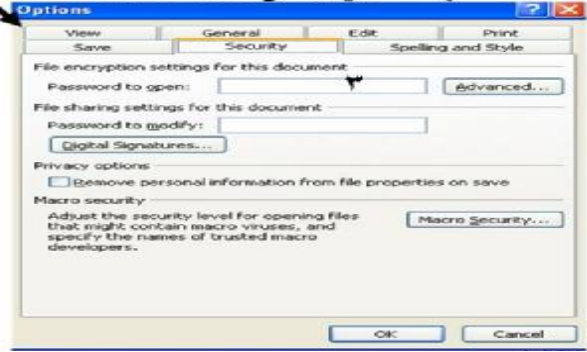 Options
View General Edit Print
Save Security Spelling and Style
File encryption settings for this document
Password to open: ٣ Advanced...
File sharing settings for this document
Password to modify:
Digital Signatures...
Privacy options
Remove personal information from file properties on save
Macro security
Adjust the security level for opening files
that might contain macro viruses, and
specify the names of trusted macro
developers.
Macro Security...
OK Cancel